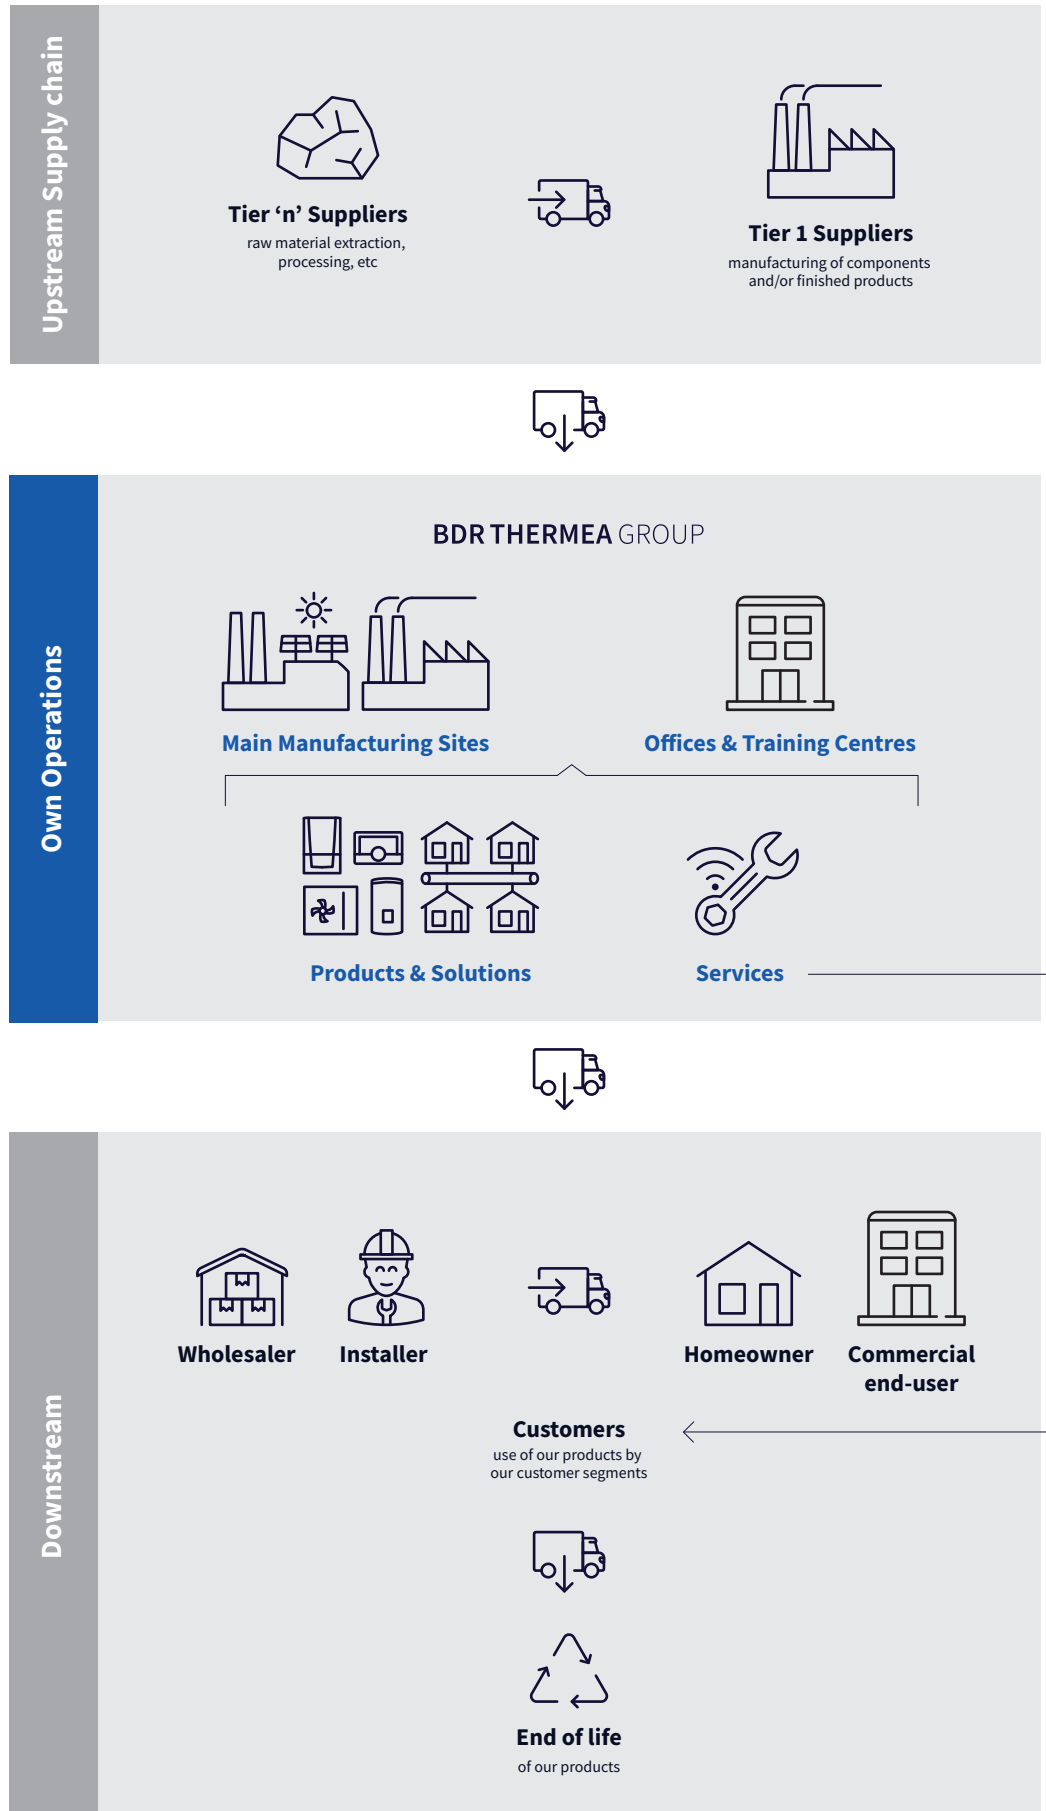 Upstream Supply chain
Tier ‘n’ Suppliers
raw material extraction,
processing, etc
Tier 1 Suppliers
manufacturing of components
and/or finished products
Own Operations
BDR THERMEA GROUP
Main Manufacturing Sites
Offices & Training Centres
Products & Solutions
Services
Downstream
Wholesaler
Installer
Homeowner
Commercial
end-user
Customers
use of our products by
our customer segments
End of life
of our products